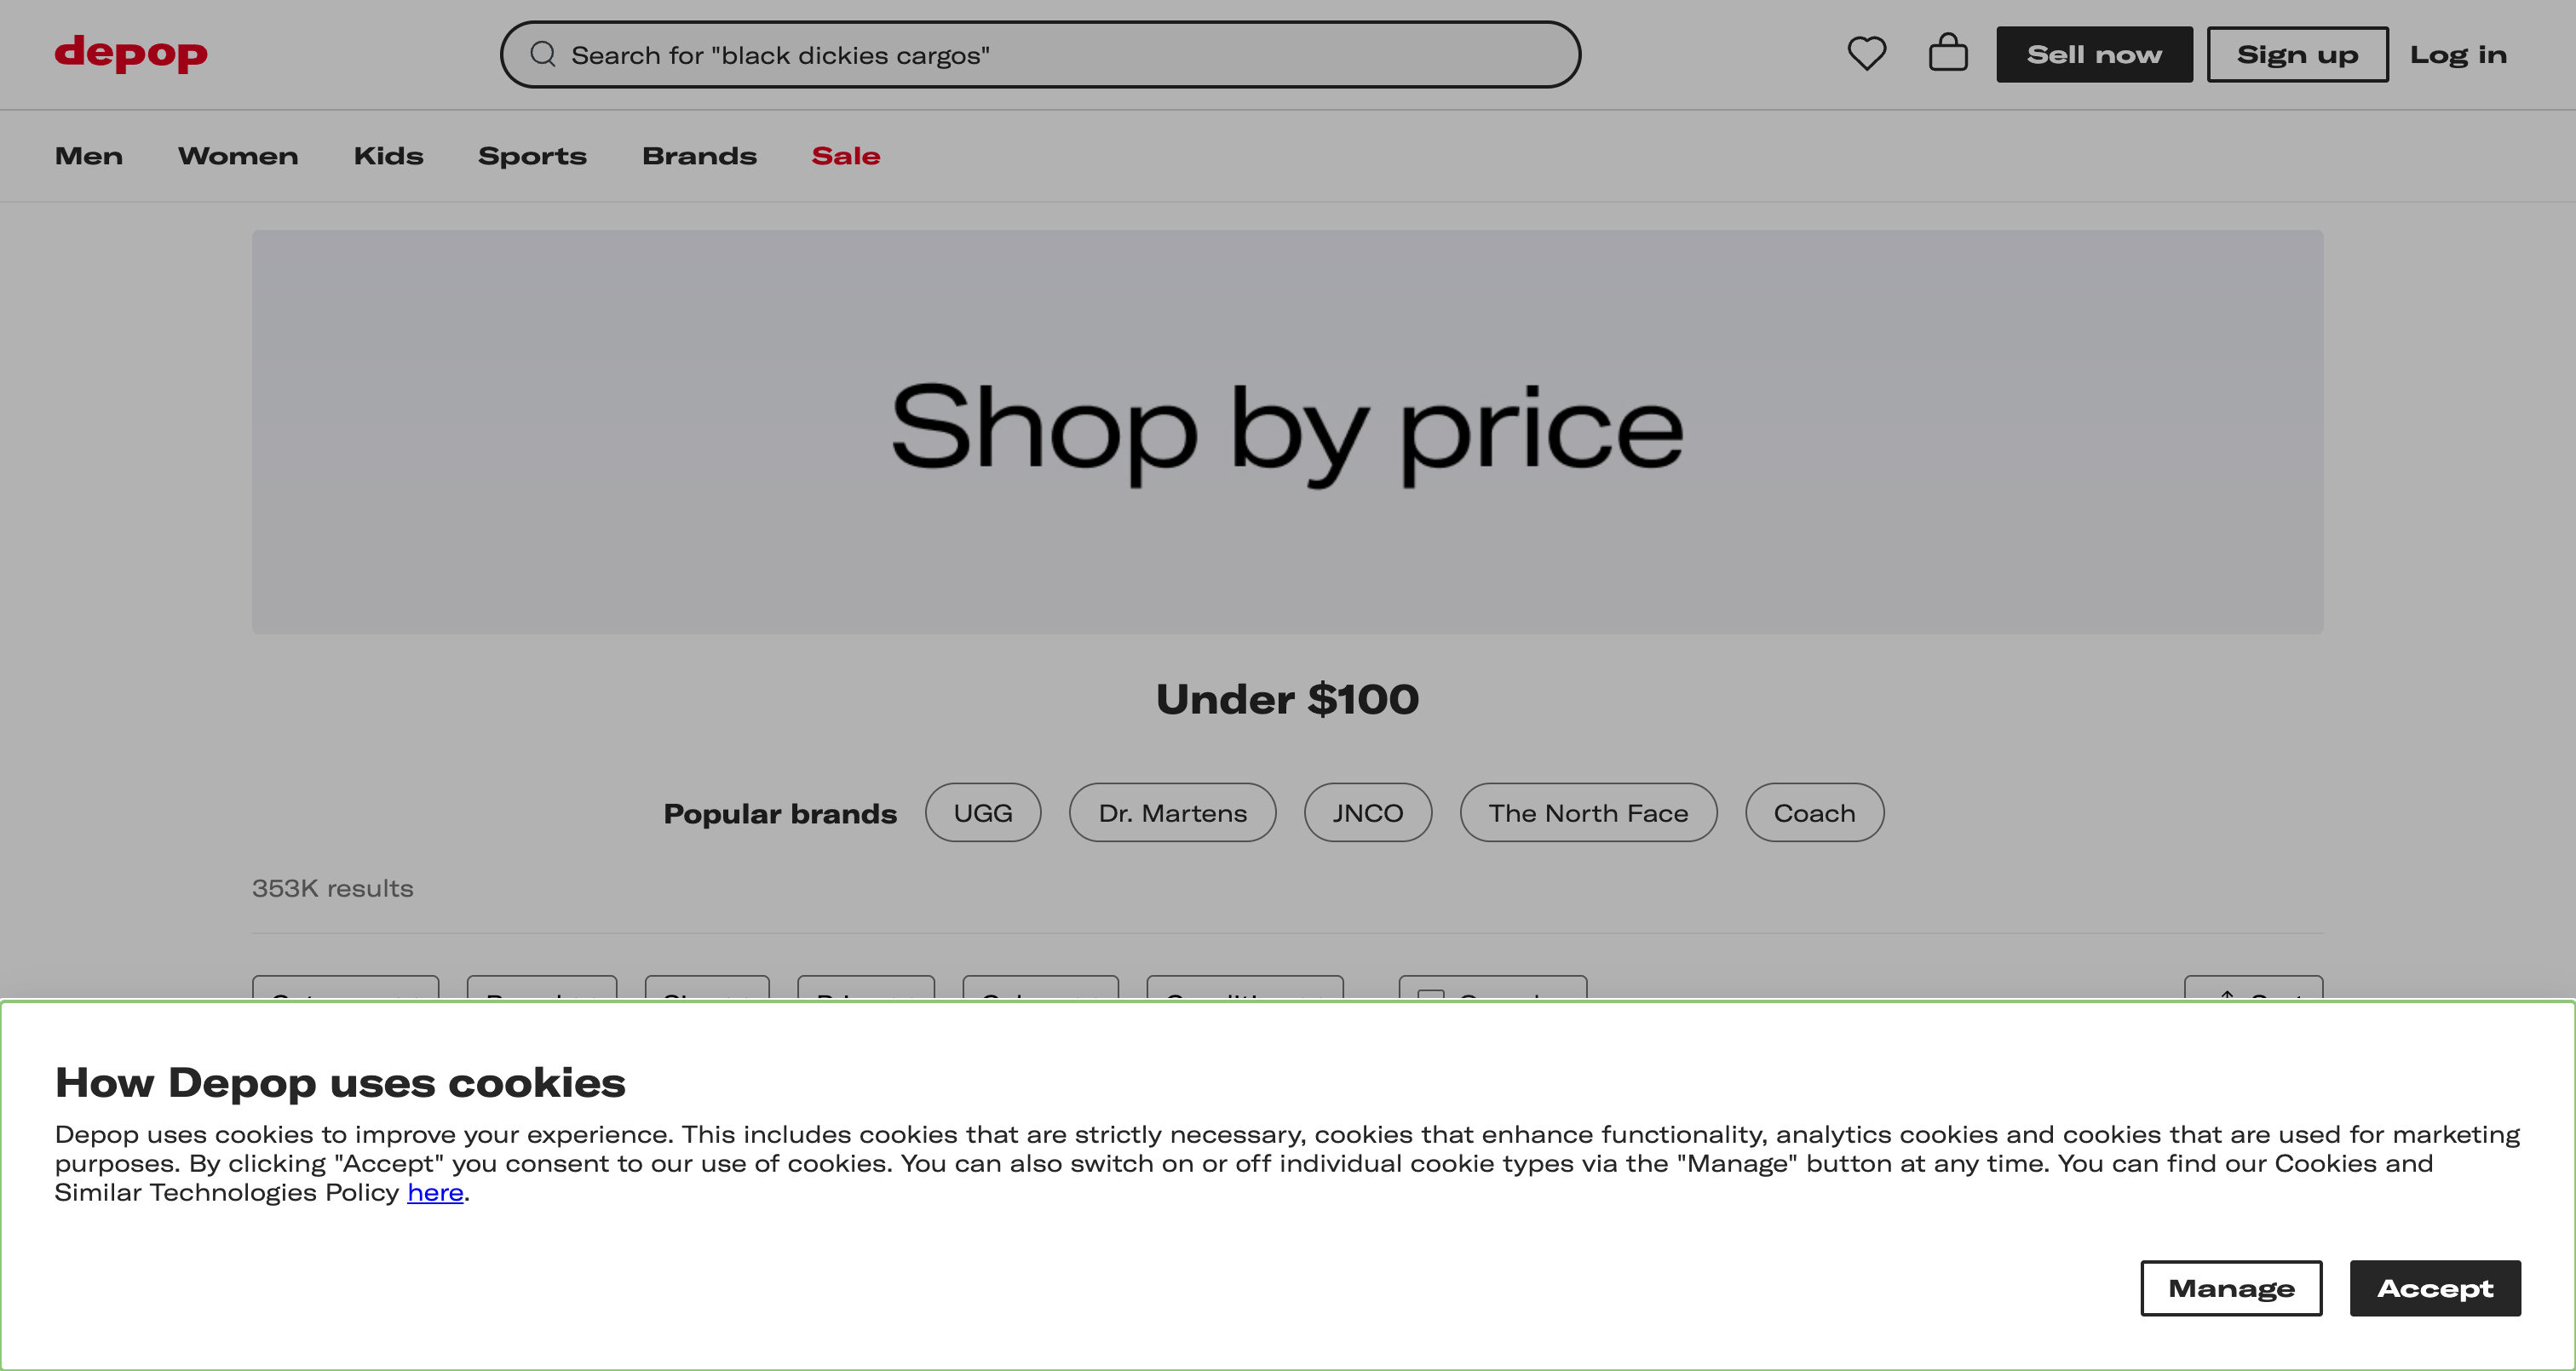 depop
Search for "black dickies cargos"
Sell now
Sign up
Log in
Men
Women
Kids
Sports
Brands
Sale
Shop by price
Under $100
Popular brands
UGG
Dr. Martens
JNCO
The North Face
Coach
353K results
How Depop uses cookies
Depop uses cookies to improve your experience. This includes cookies that are strictly necessary, cookies that enhance functionality, analytics cookies and cookies that are used for marketing
purposes. By clicking "Accept" you consent to our use of cookies. You can also switch on or off individual cookie types via the "Manage" button at any time. You can find our Cookies and
Similar Technologies Policy here.
Manage
Accept